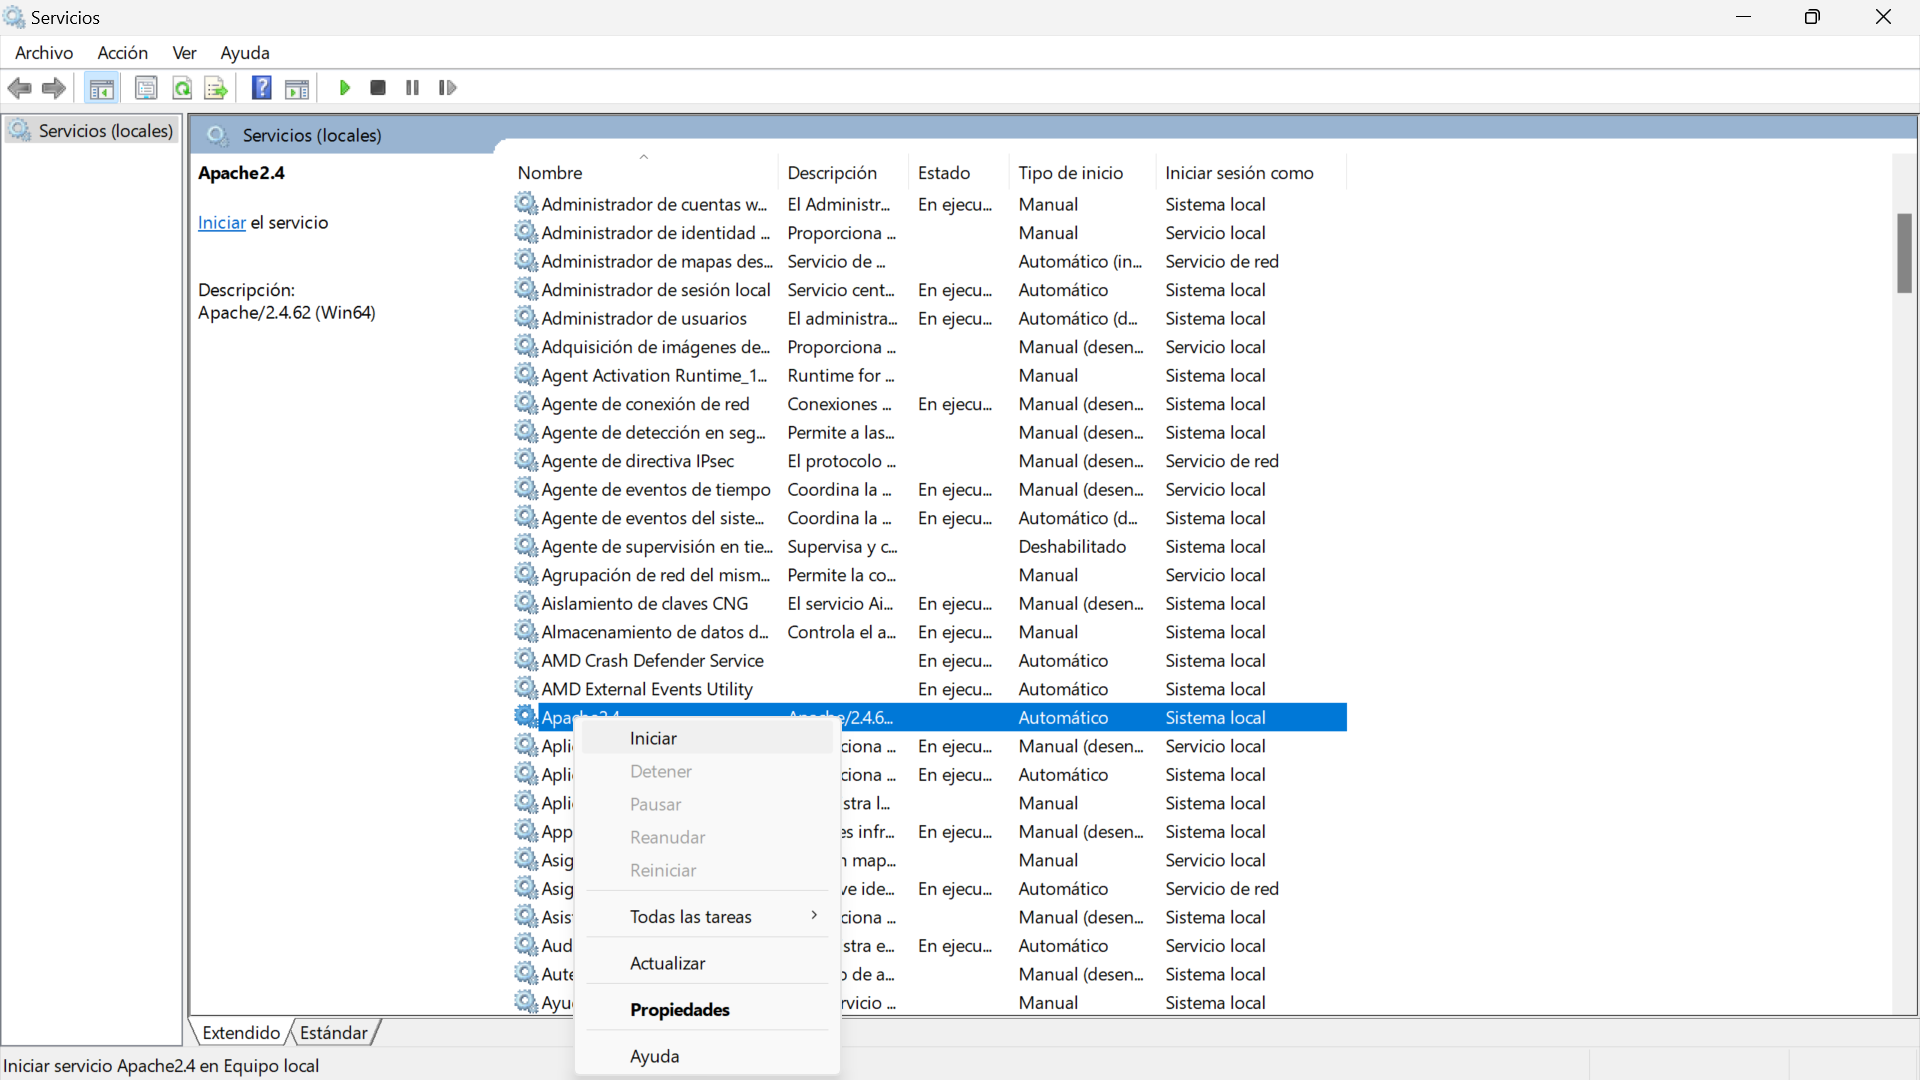 Servicios
Archivo Acción Ver Ayuda
Servicios (locales)
Servicios (locales)
Apache2.4
Iniciar el servicio
Descripción:
Apache/2.4.62 (Win64)
Nombre Descripción Estado Tipo de inicio Iniciar sesión como
Administrador de cuentas w... El Administr... En ejecu... Manual Sistema local
Administrador de identidad ... Proporciona ... Manual Servicio local
Administrador de mapas des... Servicio de ... Automático (in... Servicio de red
Administrador de sesión local Servicio cent... En ejecu... Automático Sistema local
Administrador de usuarios El administra... En ejecu... Automático (d... Sistema local
Adquisición de imágenes de... Proporciona ... Manual (desen... Servicio local
Agent Activation Runtime_1... Runtime for ... Manual Sistema local
Agente de conexión de red Conexiones ... En ejecu... Manual (desen... Sistema local
Agente de detección en seg... Permite a las... Manual (desen... Sistema local
Agente de directiva IPsec El protocolo ... Manual (desen... Servicio de red
Agente de eventos de tiempo Coordina la ... En ejecu... Manual (desen... Servicio local
Agente de eventos del siste... Coordina la ... En ejecu... Automático (d... Sistema local
Agente de supervisión en tie... Supervisa y c... Deshabilitado Sistema local
Agrupación de red del mism... Permite la co... Manual Servicio local
Aislamiento de claves CNG El servicio Ai... En ejecu... Manual (desen... Sistema local
Almacenamiento de datos d... Controla el a... En ejecu... Manual Sistema local
AMD Crash Defender Service En ejecu... Automático Sistema local
AMD External Events Utility En ejecu... Automático Sistema local
Apache2.4 Apache/2.4.6... Automático Sistema local
Apli ciona ... En ejecu... Manual (desen... Servicio local
Apli ciona ... En ejecu... Automático Sistema local
Apli stra l... Manual Sistema local
App es infr... En ejecu... Manual (desen... Sistema local
Asig n map... Manual Servicio local
Asig ve ide... En ejecu... Automático Servicio de red
Asis ciona ... Manual (desen... Sistema local
Aud stra e... En ejecu... Automático Servicio local
Aute o de a... Manual (desen... Sistema local
Ayu rvicio ... Manual Sistema local
Iniciar
Detener
Pausar
Reanudar
Reiniciar
Todas las tareas
Actualizar
Propiedades
Ayuda
Extendido Estándar
Iniciar servicio Apache2.4 en Equipo local